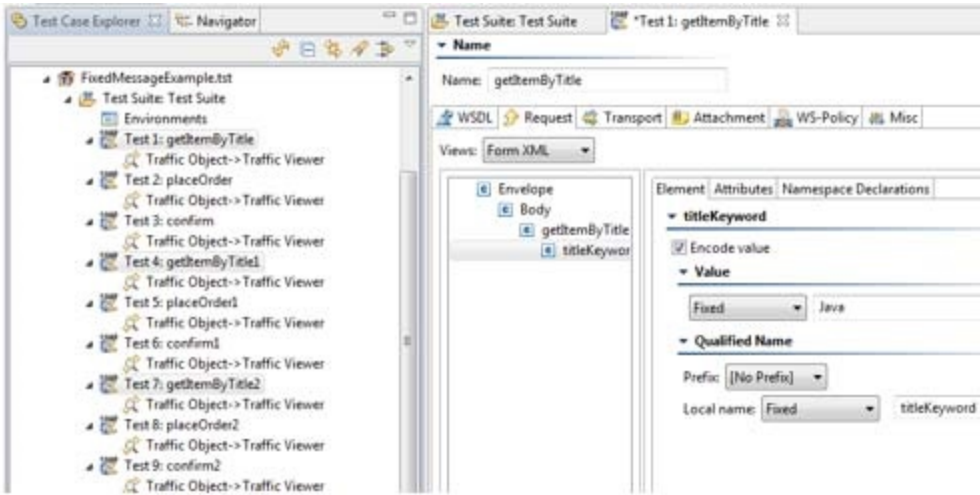 Test Case Explorer
Navigator
FixedMessageExample.tst
Test Suite: Test Suite
Environments
Test 1: getItemByTitle
Traffic Object->Traffic Viewer
Test 2: placeOrder
Traffic Object->Traffic Viewer
Test 3: confirm
Traffic Object->Traffic Viewer
Test 4: getItemByTitle1
Traffic Object->Traffic Viewer
Test 5: placeOrder1
Traffic Object->Traffic Viewer
Test 6: confirm1
Traffic Object->Traffic Viewer
Test 7: getItemByTitle2
Traffic Object->Traffic Viewer
Test 8: placeOrder2
Traffic Object->Traffic Viewer
Test 9: confirm2
Traffic Object->Traffic Viewer
Test Suite: Test Suite
*Test 1: getItemByTitle
Name
Name: getItemByTitle
WSDL Request Transport Attachment WS-Policy Misc
Views: Form XML
Envelope
Body
getItemByTitle
titleKeywor
Element Attributes Namespace Declarations
titleKeyword
Encode value
Value
Fixed Java
Qualified Name
Prefix: [No Prefix]
Local name: Fixed titleKeyword